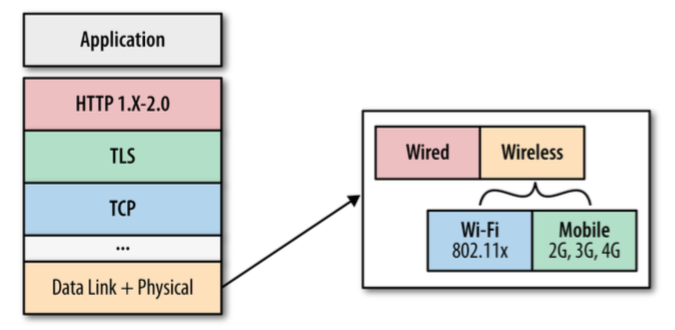 Application
HTTP 1.X-2.0
TLS
TCP
...
Data Link + Physical
Wired
Wireless
Wi-Fi
802.11x
Mobile
2G, 3G, 4G